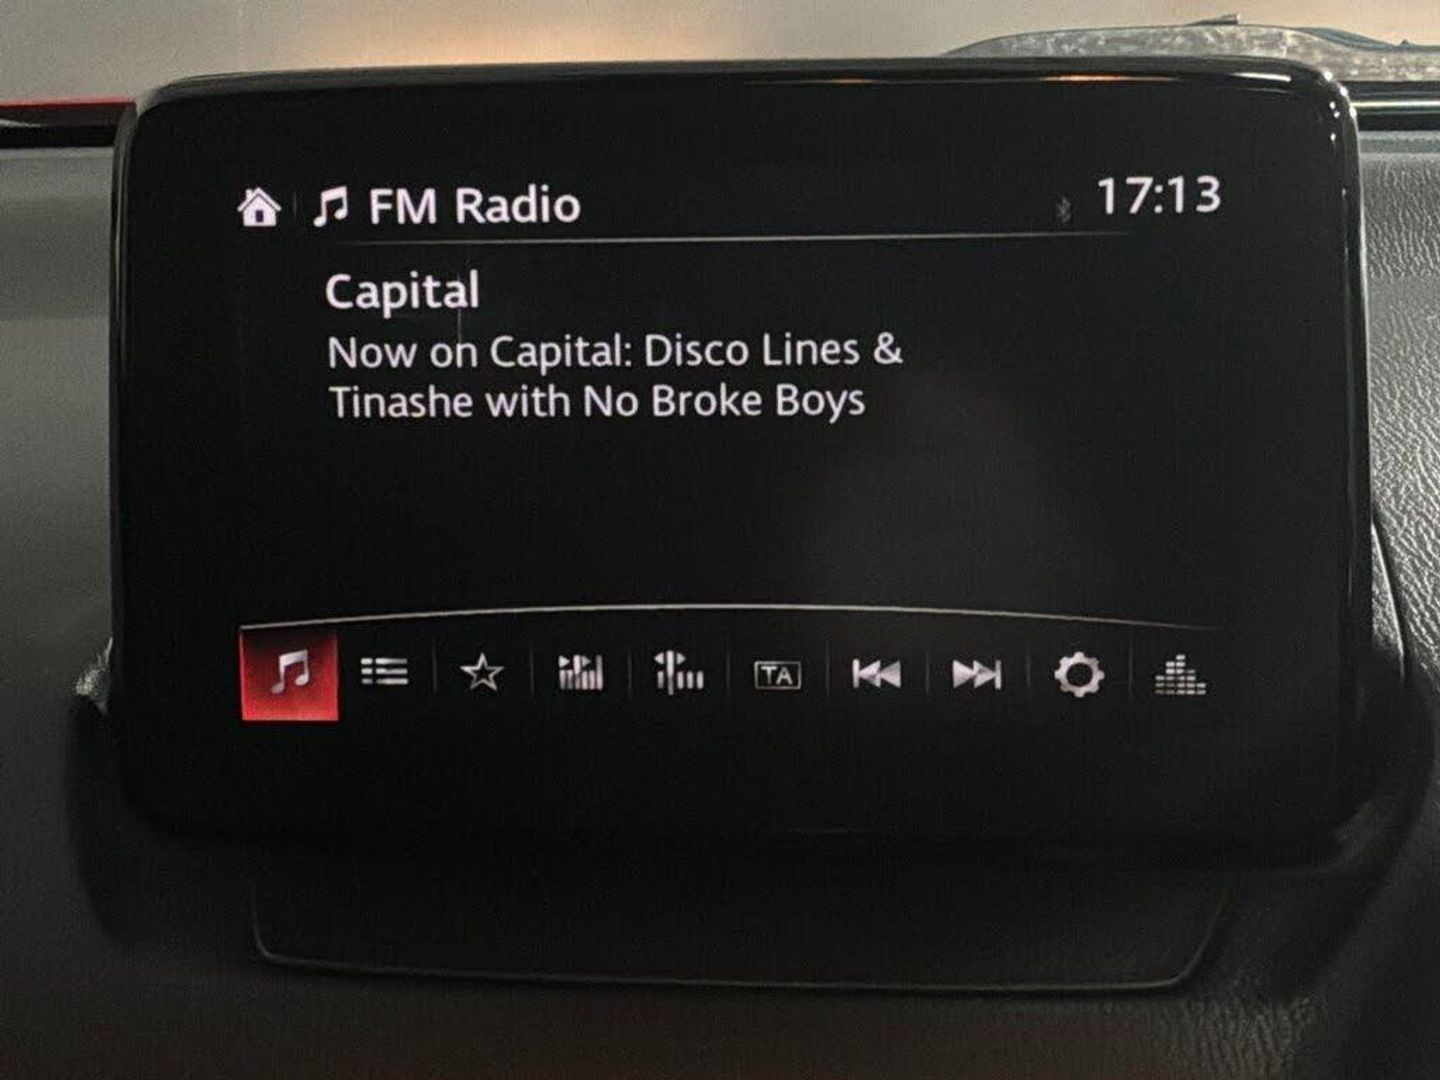 FM Radio 17:13
Capital
Now on Capital: Disco Lines &
Tinashe with No Broke Boys
TA